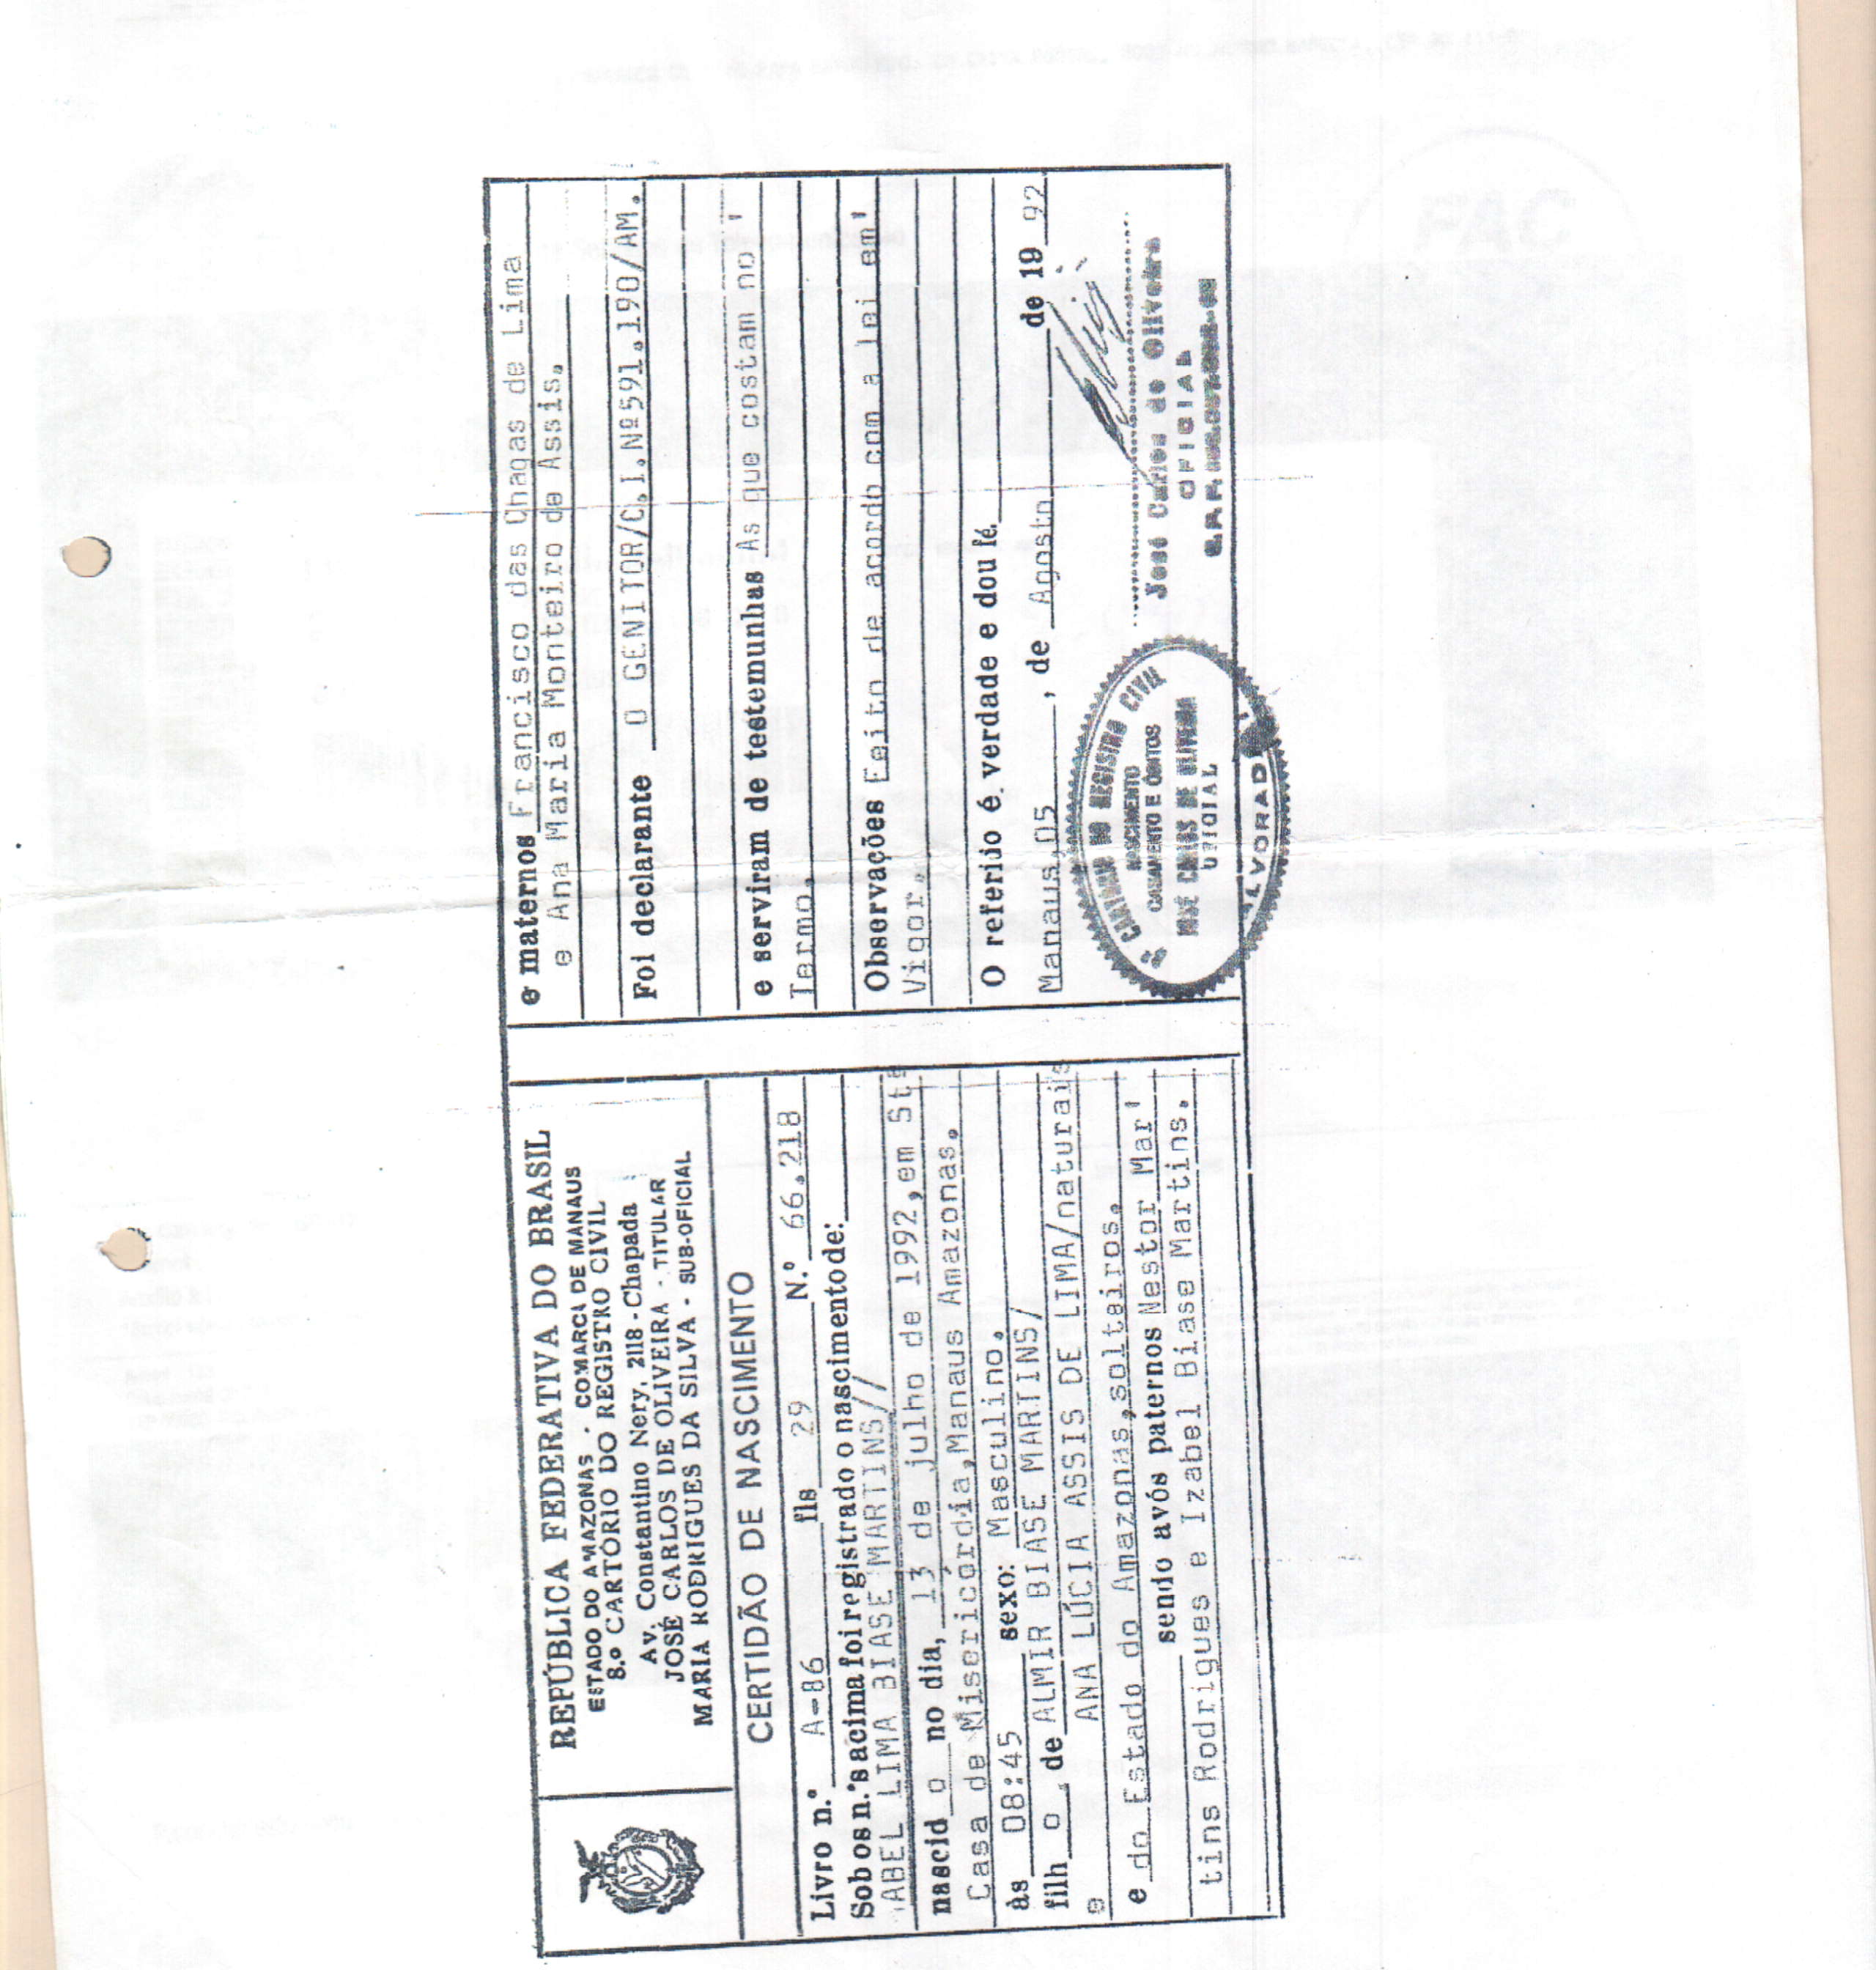 REPÚBLICA FEDERATIVA DO BRASIL
ESTADO DO AMAZONAS - COMARCA DE MANAUS
8.º CARTÓRIO DO REGISTRO CIVIL
Av. Constantino Nery, 2118 - Chapada
JOSÉ CARLOS DE OLIVEIRA - TITULAR
MARIA RODRIGUES DA SILVA - SUB-OFICIAL
CERTIDÃO DE NASCIMENTO
Livro n.º A-86 fls 29 N.º 66.218
Sob os n.ºs acima foi registrado o nascimento de:
ABEL LIMA BIASE MARTINS//
nascid o no dia, 13 de julho de 1992,em Sta
Casa de Misericórdia,Manaus Amazonas.
às 08:45 sexo: Masculino.
filh o de ALMIR BIASE MARTINS/
e ANA LÚCIA ASSIS DE LIMA/naturais
e do Estado do Amazonas,solteiros.
sendo avós paternos Nestor Mar'
tins Rodrigues e Izabel Biase Martins.
e maternos Francisco das Chagas de Lima
e Ana Maria Monteiro de Assis.
Foi declarante O GENITOR/C.I.Nº591.190/AM.
e serviram de testemunhas As que costam no '
Termo.
Observações Feito de acordo com a lei em'
Vigor.
O referido é verdade e dou fé.
Manaus,05, de Agosto de 19 92
José Carlos de Oliveira
OFICIAL
CARTÓRIO DO REGISTRO CIVIL
NASCIMENTO
CASAMENTO E ÓBITOS
JOSÉ CARLOS DE OLIVEIRA
OFICIAL
ALVORADA
FAC